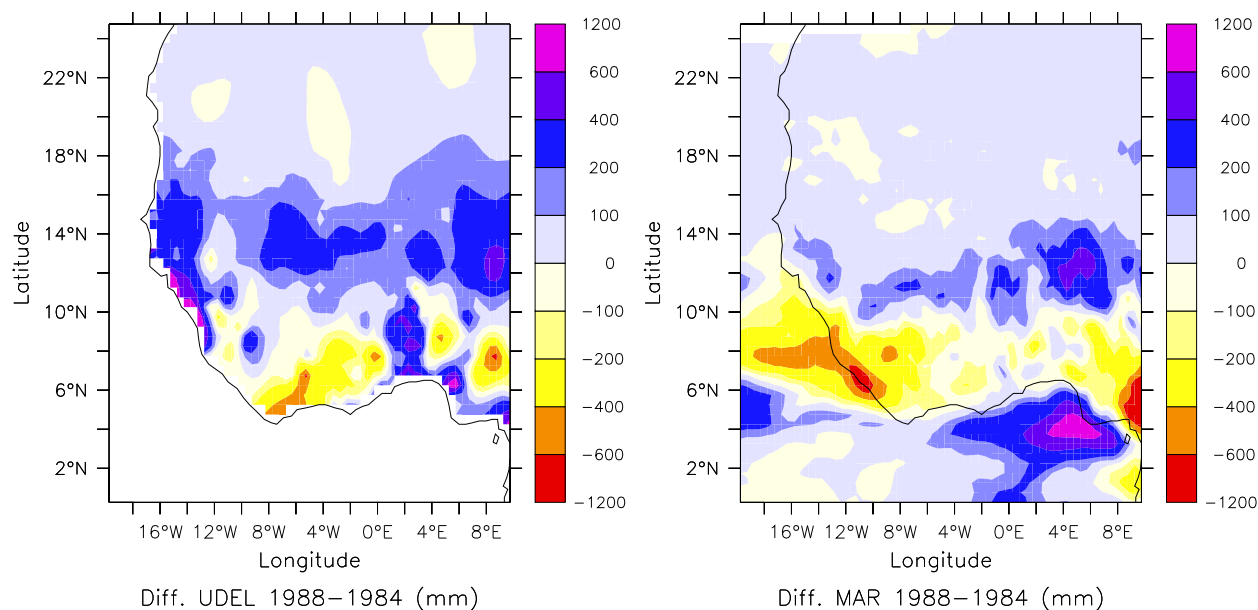 22°N
18°N
14°N
10°N
6°N
2°N
Latitude
16°W 12°W 8°W 4°W 0°E 4°E 8°E
Longitude
1200
600
400
200
100
0
−100
−200
−400
−600
−1200
Diff. UDEL 1988−1984 (mm)
22°N
18°N
14°N
10°N
6°N
2°N
Latitude
16°W 12°W 8°W 4°W 0°E 4°E 8°E
Longitude
1200
600
400
200
100
0
−100
−200
−400
−600
−1200
Diff. MAR 1988−1984 (mm)